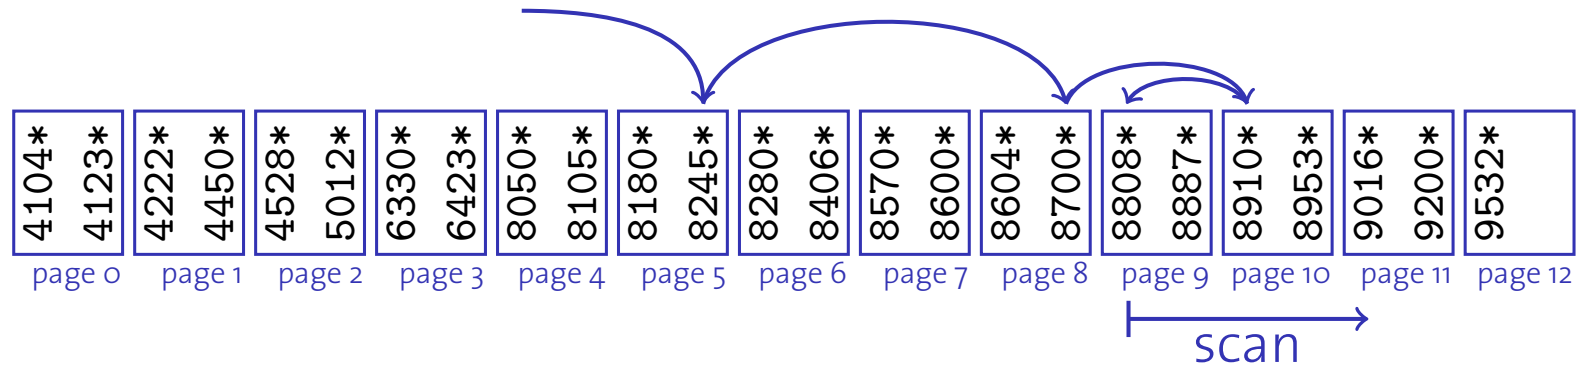 4104* 4123* 4222* 4450* 4528* 5012* 6330* 6423* 8050* 8105* 8180* 8245* 8280* 8406* 8570* 8600* 8604* 8700* 8808* 8887* 8910* 8953* 9016* 9200* 9532*
page 0 page 1 page 2 page 3 page 4 page 5 page 6 page 7 page 8 page 9 page 10 page 11 page 12
scan